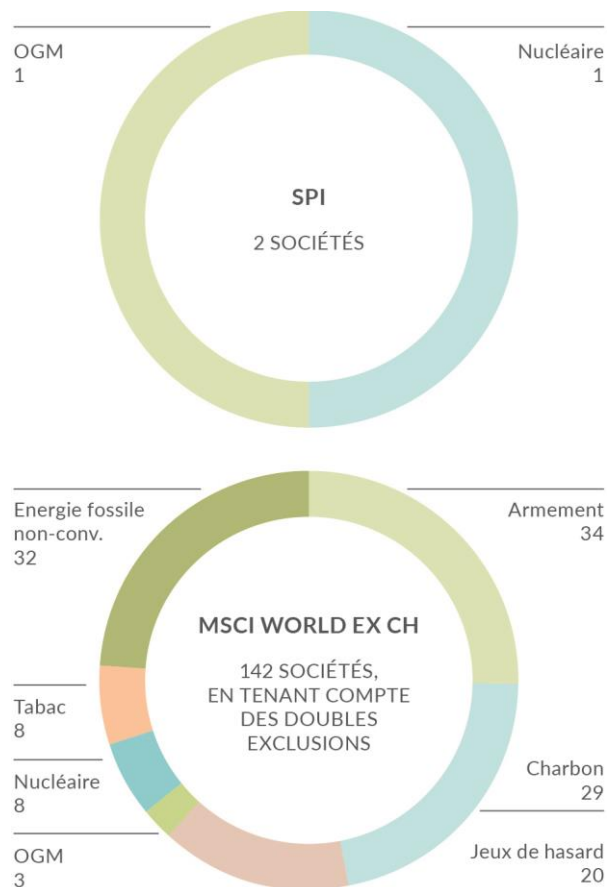 OGM
1
Nucléaire
1
SPI
2 SOCIÉTÉS
Energie fossile
non-conv.
32
Armement
34
MSCI WORLD EX CH
142 SOCIÉTÉS,
EN TENANT COMPTE
DES DOUBLES
EXCLUSIONS
Tabac
8
Nucléaire
8
Charbon
29
OGM
3
Jeux de hasard
20